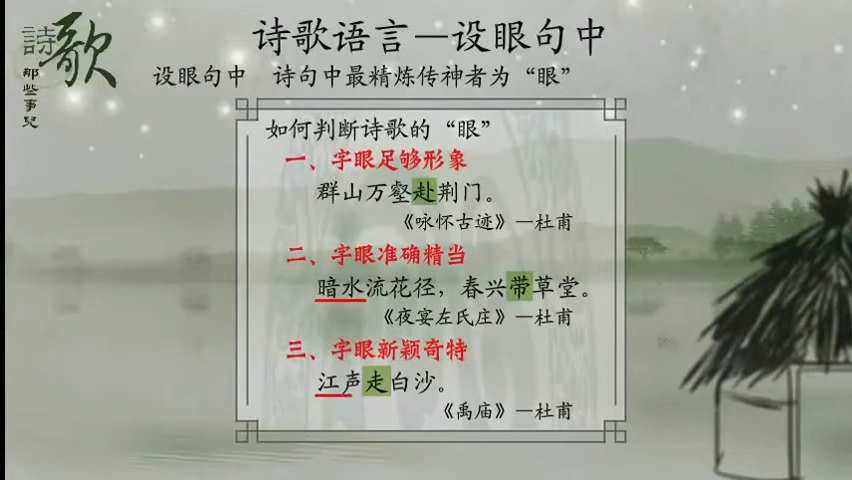 詩歌
那些事兒
诗歌语言—设眼句中
设眼句中 诗句中最精炼传神者为“眼”
如何判断诗歌的“眼”
一、字眼足够形象
群山万壑赴荆门。
《咏怀古迹》—杜甫
二、字眼准确精当
暗水流花径，春兴带草堂。
《夜宴左氏庄》—杜甫
三、字眼新颖奇特
江声走白沙。
《禹庙》—杜甫